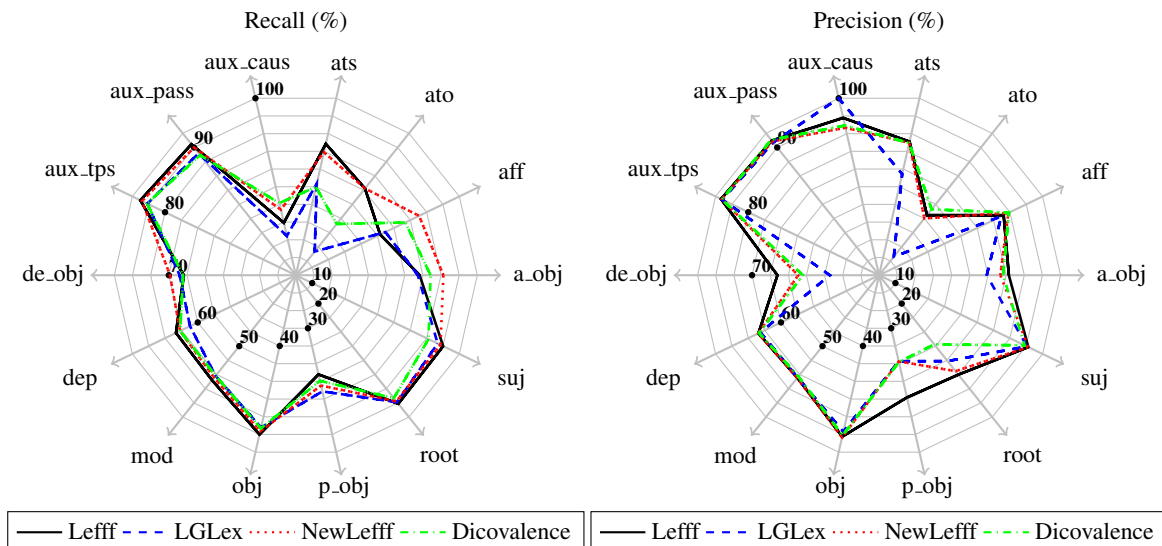 Recall (%)
aux_caus
ats
aux_pass
100
ato
90
aux_tps
aff
80
de_obj
70
10
a_obj
20
60
30
50
40
dep
suj
mod
root
obj
p_obj
Lefff LGLex NewLefff Dicovalence
Precision (%)
aux_caus
ats
aux_pass
100
ato
90
aux_tps
aff
80
de_obj
70
10
a_obj
20
60
30
50
40
dep
suj
mod
root
obj
p_obj
Lefff LGLex NewLefff Dicovalence